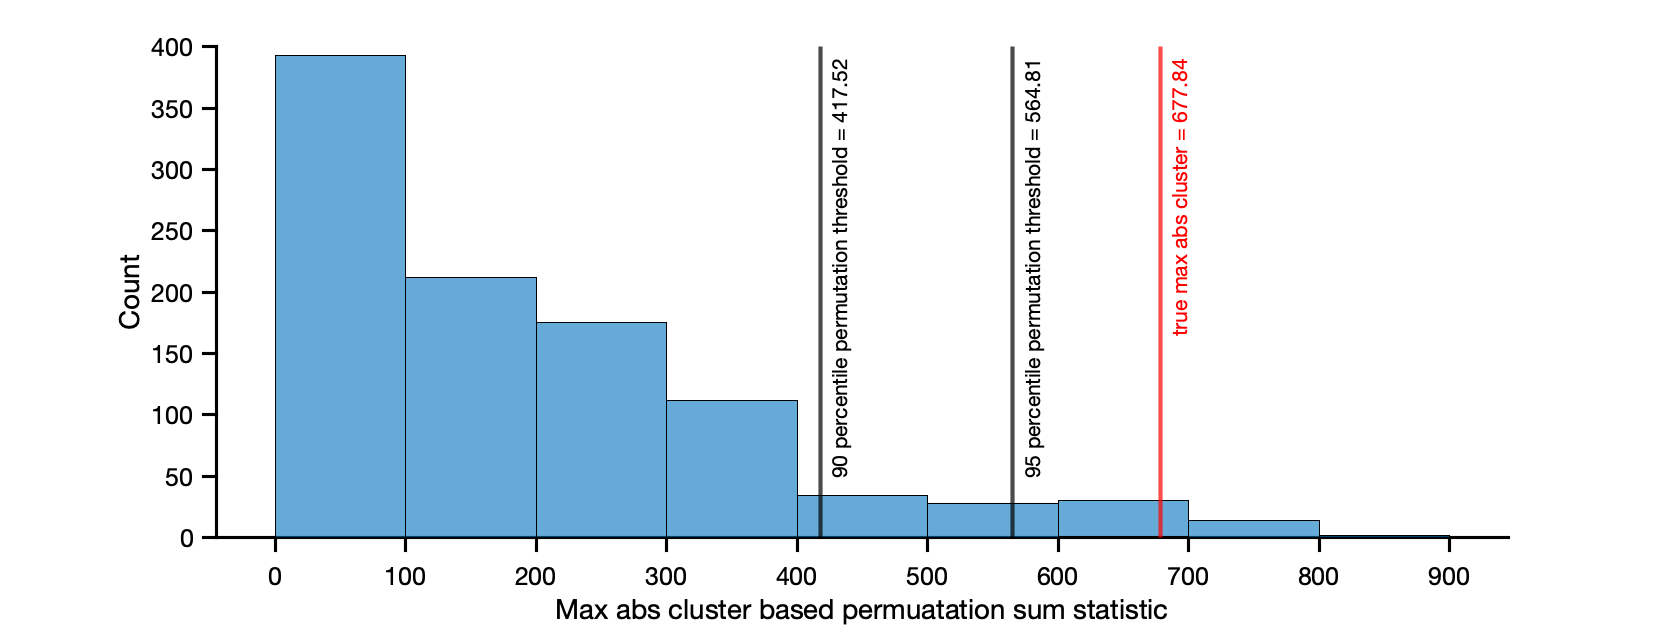 400
350
300
250
200
150
100
50
0
Count
90 percentile permutation threshold = 417.52
95 percentile permutation threshold = 564.81
true max abs cluster = 677.84
0 100 200 300 400 500 600 700 800 900
Max abs cluster based permuatation sum statistic